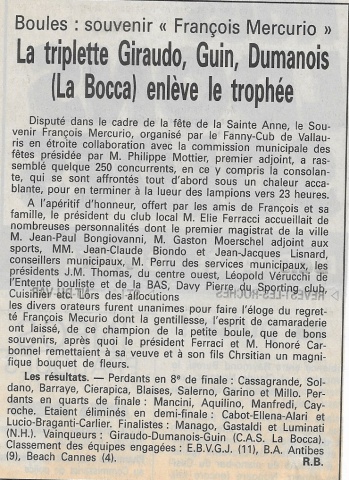 Boules : souvenir « François Mercurio »
La triplette Giraudo, Guin, Dumanois
(La Bocca) enlève le trophée
Disputé dans le cadre de la fête de la Sainte Anne, le Sou-
venir François Mercurio, organisé par le Fanny-Cub de Vallau-
ris en étroite collaboration avec la commission municipale des
fêtes présidée par M. Philippe Mottier, premier adjoint, a ras-
semblé quelque 250 concurrents, en ce y compris la consolan-
te, qui se sont affrontés tout d'abord sous un chaleur acca-
blante, pour en terminer à la lueur des lampions vers 23 heures.
A l'apéritif d'honneur, offert par les amis de François et sa
famille, le président du club local M. Elie Ferracci accueillait de
nombreuses personnalités dont le premier magistrat de la ville
M. Jean-Paul Bongiovanni, M. Gaston Moerschel adjoint aux
sports, MM. Jean-Claude Biondo et Jean-Jacques Lisnard,
conseillers municipaux, M. Perru des services municipaux, les
présidents J.M. Thomas, du centre ouest, Léopold Vérucchi de
l'Entente bouliste et de la BAS, Davy Pierre du Sporting club,
Cuisinier etc. Lors des allocutions
les divers orateurs furent unanimes pour faire l'éloge du regret-
té François Mecurio dont la gentillesse, l'esprit de camaraderie
ont laissé, de ce champion de la petite boule, que de bons
souvenirs, après quoi le président Ferraci et M. Honoré Car-
bonnel remettaient à sa veuve et à son fils Chrsitian un magni-
fique bouquet de fleurs.
Les résultats. — Perdants en 8e de finale : Cassagrande, Sol-
dano, Barraye, Cierapica, Blaises, Salerno, Garino et Millo. Per-
dants en quarts de finale : Mancini, Aquilino, Manfredi, Cay-
roche. Etaient éliminés en demi-finale : Cabot-Ellena-Alari et
Lucio-Braganti-Carlier. Finalistes : Manago, Gastaldi et Luminati
(N.H.). Vainqueurs : Giraudo-Dumanois-Guin (C.A.S. La Bocca).
Classement des équipes engagées : E.B.V.G.J. (11), B.A. Antibes
(9), Beach Cannes (4).
R.B.